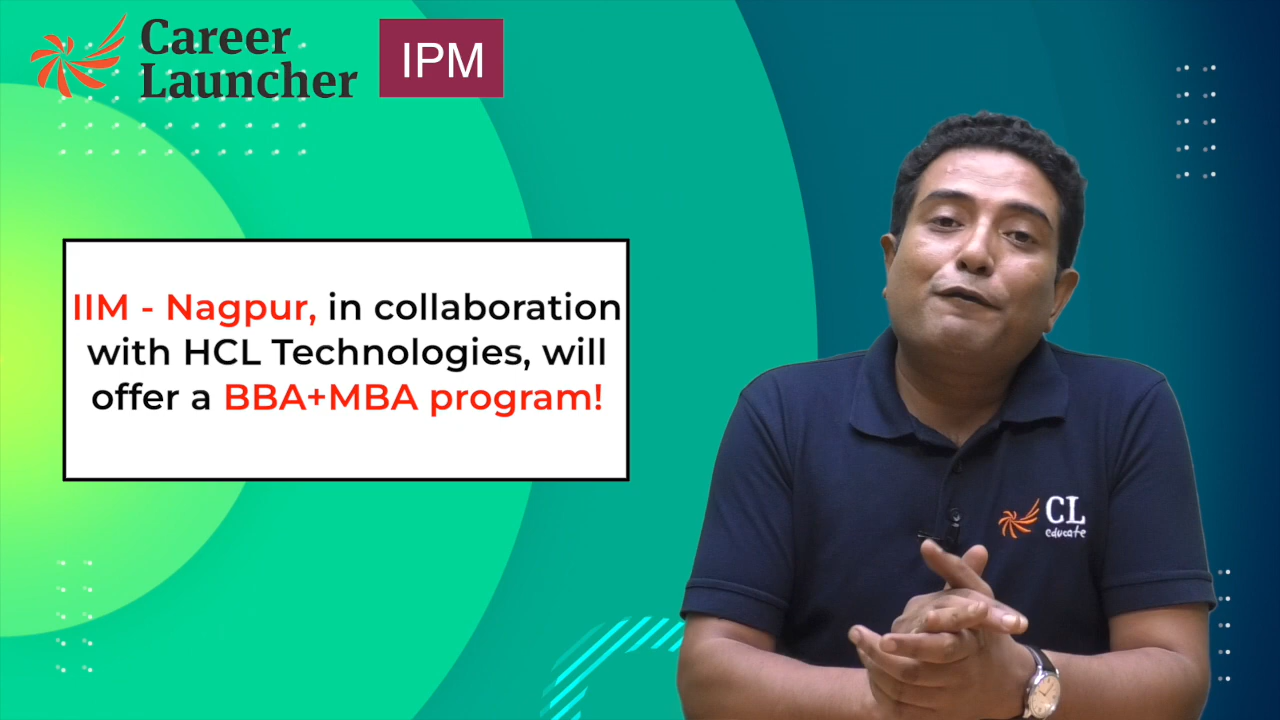 Career
Launcher
IPM
IIM - Nagpur, in collaboration
with HCL Technologies, will
offer a BBA+MBA program!
CL
educate